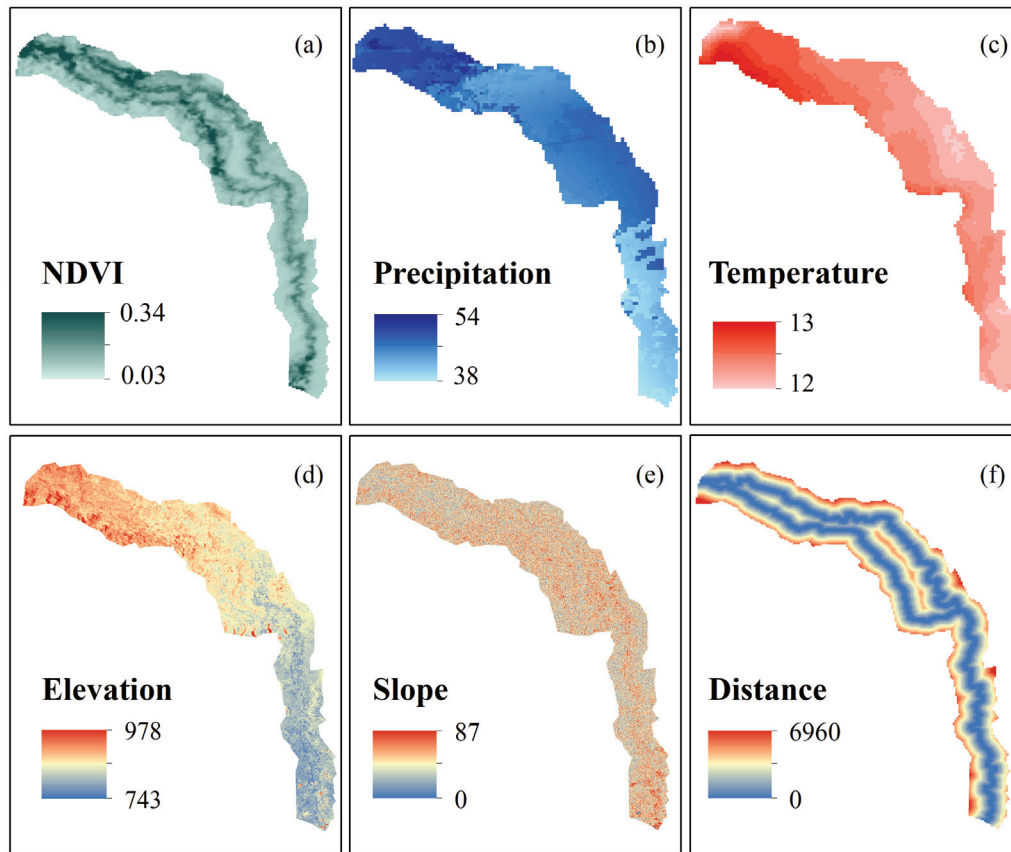 (a)
NDVI
0.34
0.03
(b)
Precipitation
54
38
(c)
Temperature
13
12
(d)
Elevation
978
743
(e)
Slope
87
0
(f)
Distance
6960
0